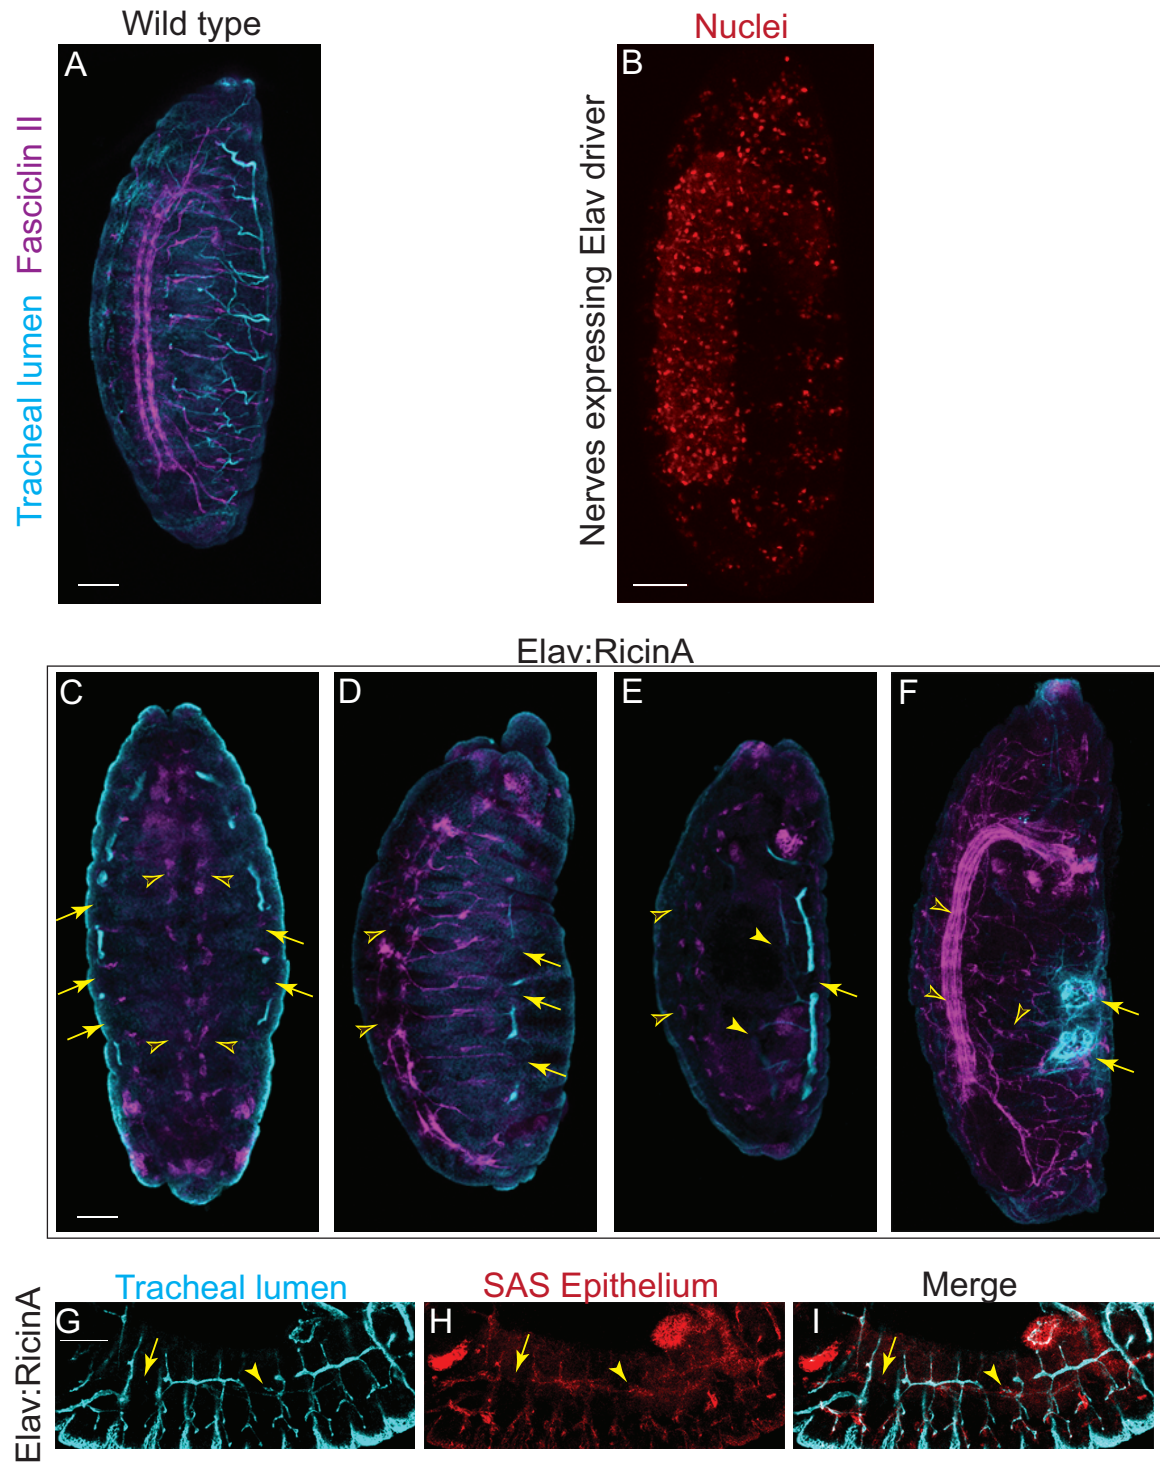 Wild type
Nuclei
A
B
Tracheal lumen Fasciclin II
Nerves expressing Elav driver
Elav:RicinA
C
D
E
F
Tracheal lumen
SAS Epithelium
Merge
G
H
I
Elav:RicinA